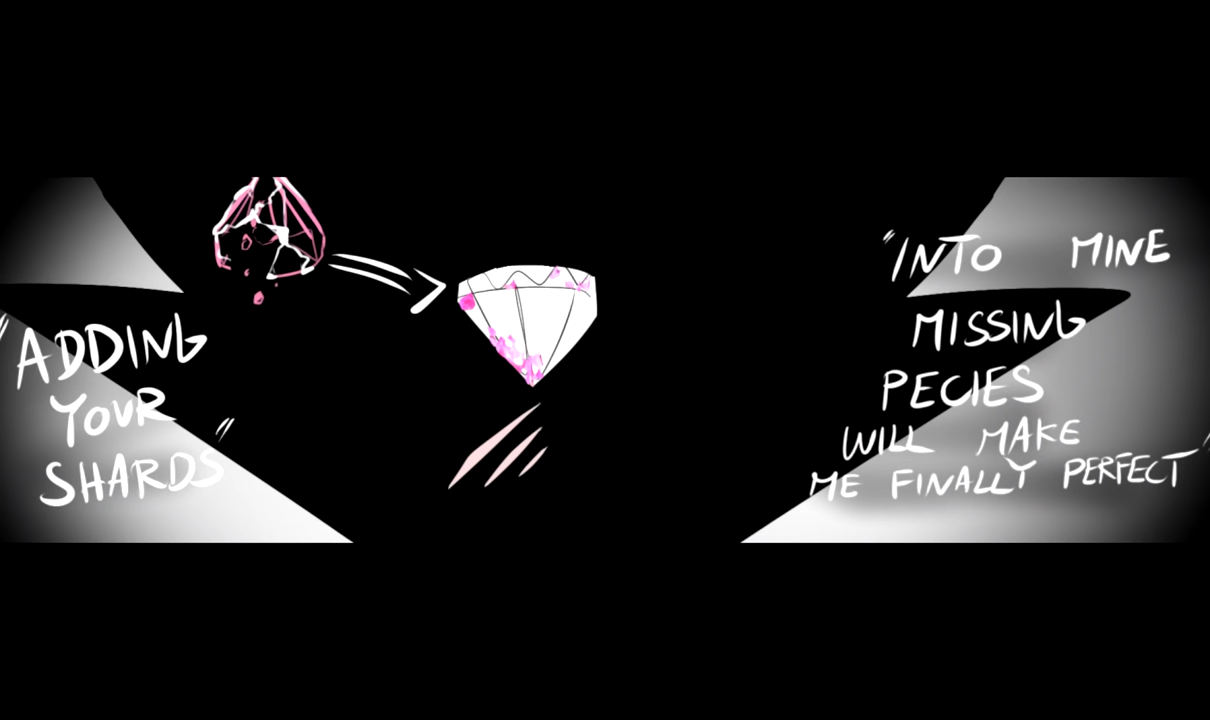 "ADDING
YOUR
SHARDS"
"INTO MINE
MISSING
PECIES
WILL MAKE
ME FINALLY PERFECT"